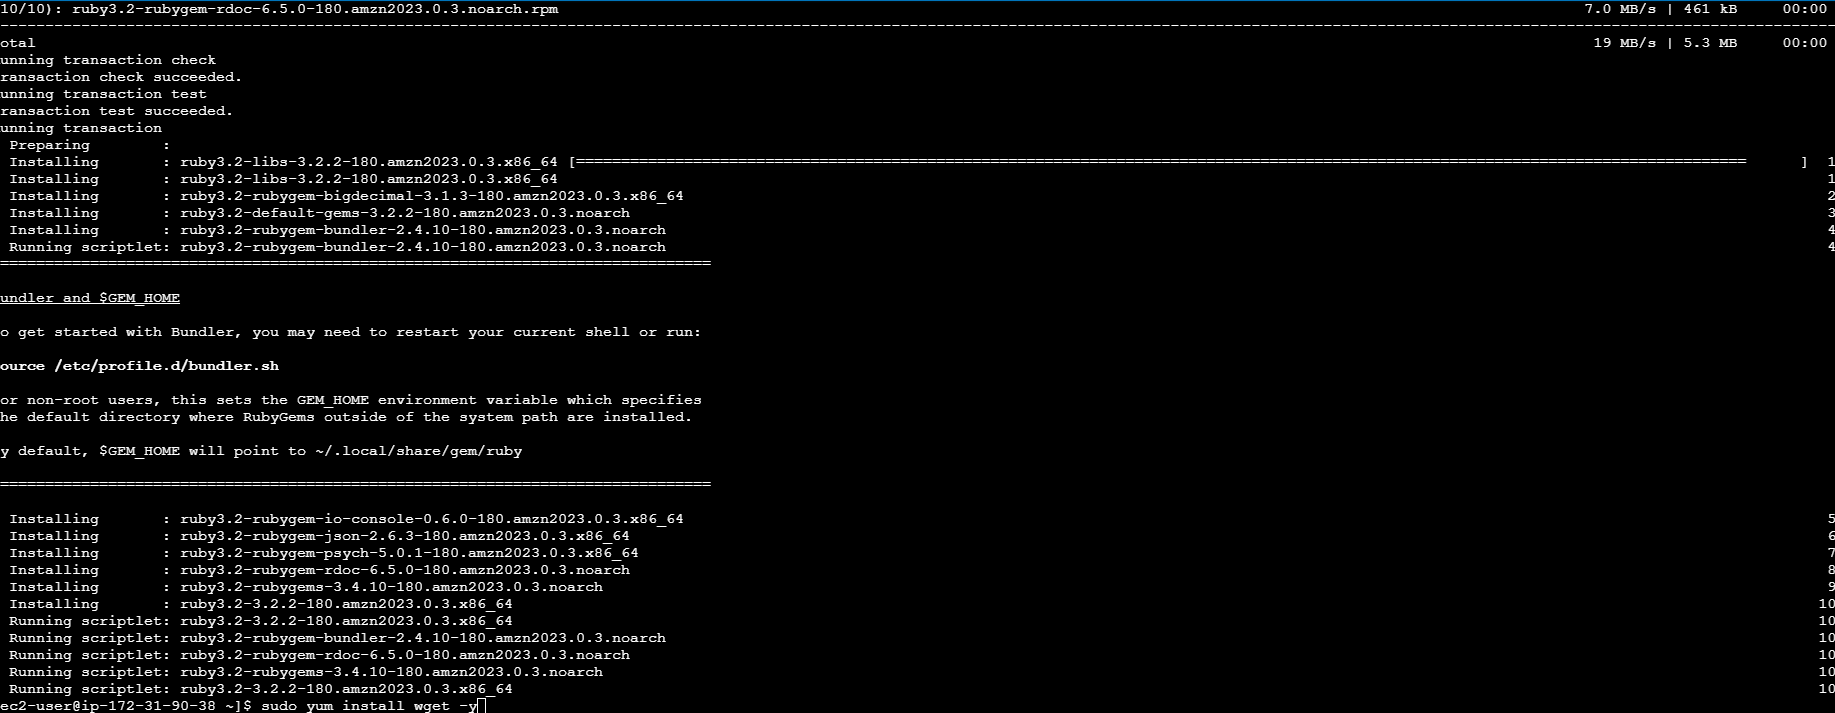 10/10): ruby3.2-rubygem-rdoc-6.5.0-180.amzn2023.0.3.noarch.rpm 7.0 MB/s | 461 kB 00:00
--------------------------------------------------------------------------------
otal 19 MB/s | 5.3 MB 00:00
unning transaction check
ransaction check succeeded.
unning transaction test
ransaction test succeeded.
unning transaction
Preparing :
Installing : ruby3.2-libs-3.2.2-180.amzn2023.0.3.x86_64 [================================================================================ ] 1
Installing : ruby3.2-libs-3.2.2-180.amzn2023.0.3.x86_64 1
Installing : ruby3.2-rubygem-bigdecimal-3.1.3-180.amzn2023.0.3.x86_64 2
Installing : ruby3.2-default-gems-3.2.2-180.amzn2023.0.3.noarch 3
Installing : ruby3.2-rubygem-bundler-2.4.10-180.amzn2023.0.3.noarch 4
Running scriptlet: ruby3.2-rubygem-bundler-2.4.10-180.amzn2023.0.3.noarch 4
===============================================================================
undler and $GEM_HOME
o get started with Bundler, you may need to restart your current shell or run:
ource /etc/profile.d/bundler.sh
or non-root users, this sets the GEM_HOME environment variable which specifies
he default directory where RubyGems outside of the system path are installed.
y default, $GEM_HOME will point to ~/.local/share/gem/ruby
===============================================================================
Installing : ruby3.2-rubygem-io-console-0.6.0-180.amzn2023.0.3.x86_64 5
Installing : ruby3.2-rubygem-json-2.6.3-180.amzn2023.0.3.x86_64 6
Installing : ruby3.2-rubygem-psych-5.0.1-180.amzn2023.0.3.x86_64 7
Installing : ruby3.2-rubygem-rdoc-6.5.0-180.amzn2023.0.3.noarch 8
Installing : ruby3.2-rubygems-3.4.10-180.amzn2023.0.3.noarch 9
Installing : ruby3.2-3.2.2-180.amzn2023.0.3.x86_64 10
Running scriptlet: ruby3.2-3.2.2-180.amzn2023.0.3.x86_64 10
Running scriptlet: ruby3.2-rubygem-bundler-2.4.10-180.amzn2023.0.3.noarch 10
Running scriptlet: ruby3.2-rubygem-rdoc-6.5.0-180.amzn2023.0.3.noarch 10
Running scriptlet: ruby3.2-rubygems-3.4.10-180.amzn2023.0.3.noarch 10
Running scriptlet: ruby3.2-3.2.2-180.amzn2023.0.3.x86_64 10
ec2-user@ip-172-31-90-38 ~]$ sudo yum install wget -y